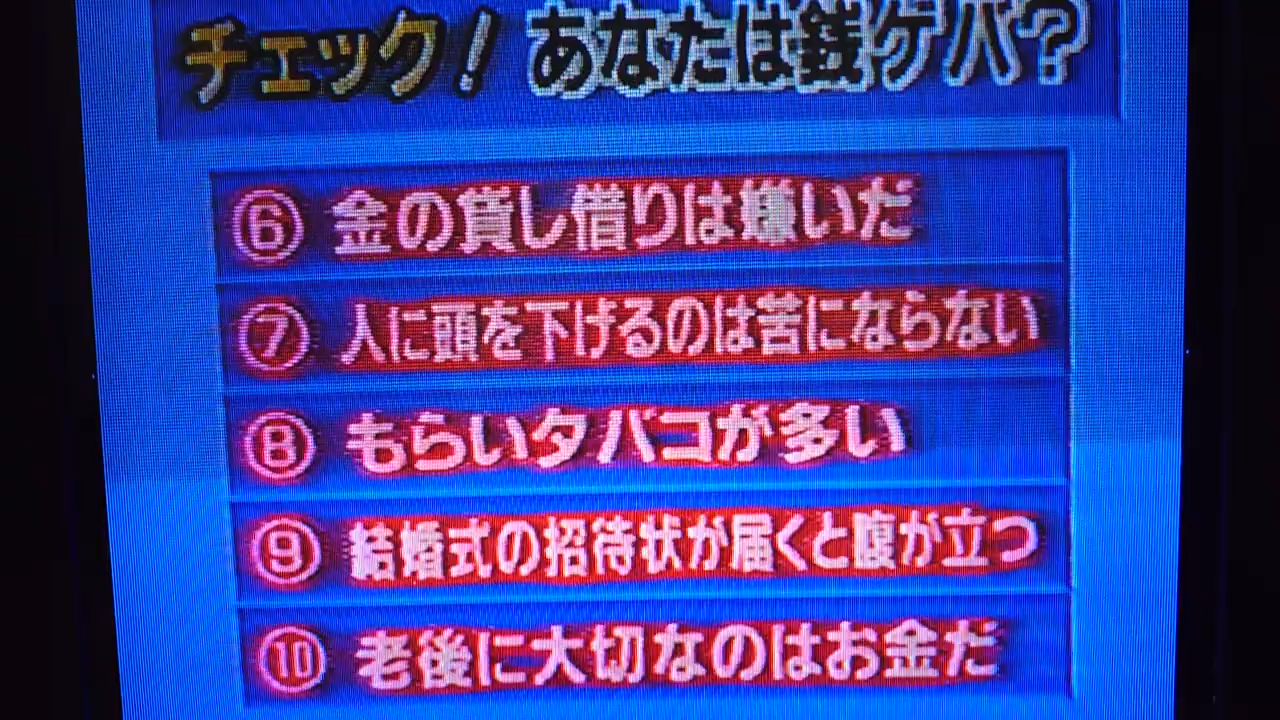 チェック！あなたは銭ゲバ？
⑥ 金の貸し借りは嫌いだ
⑦ 人に頭を下げるのは苦にならない
⑧ もらいタバコが多い
⑨ 結婚式の招待状が届くと腹が立つ
⑩ 老後に大切なのはお金だ